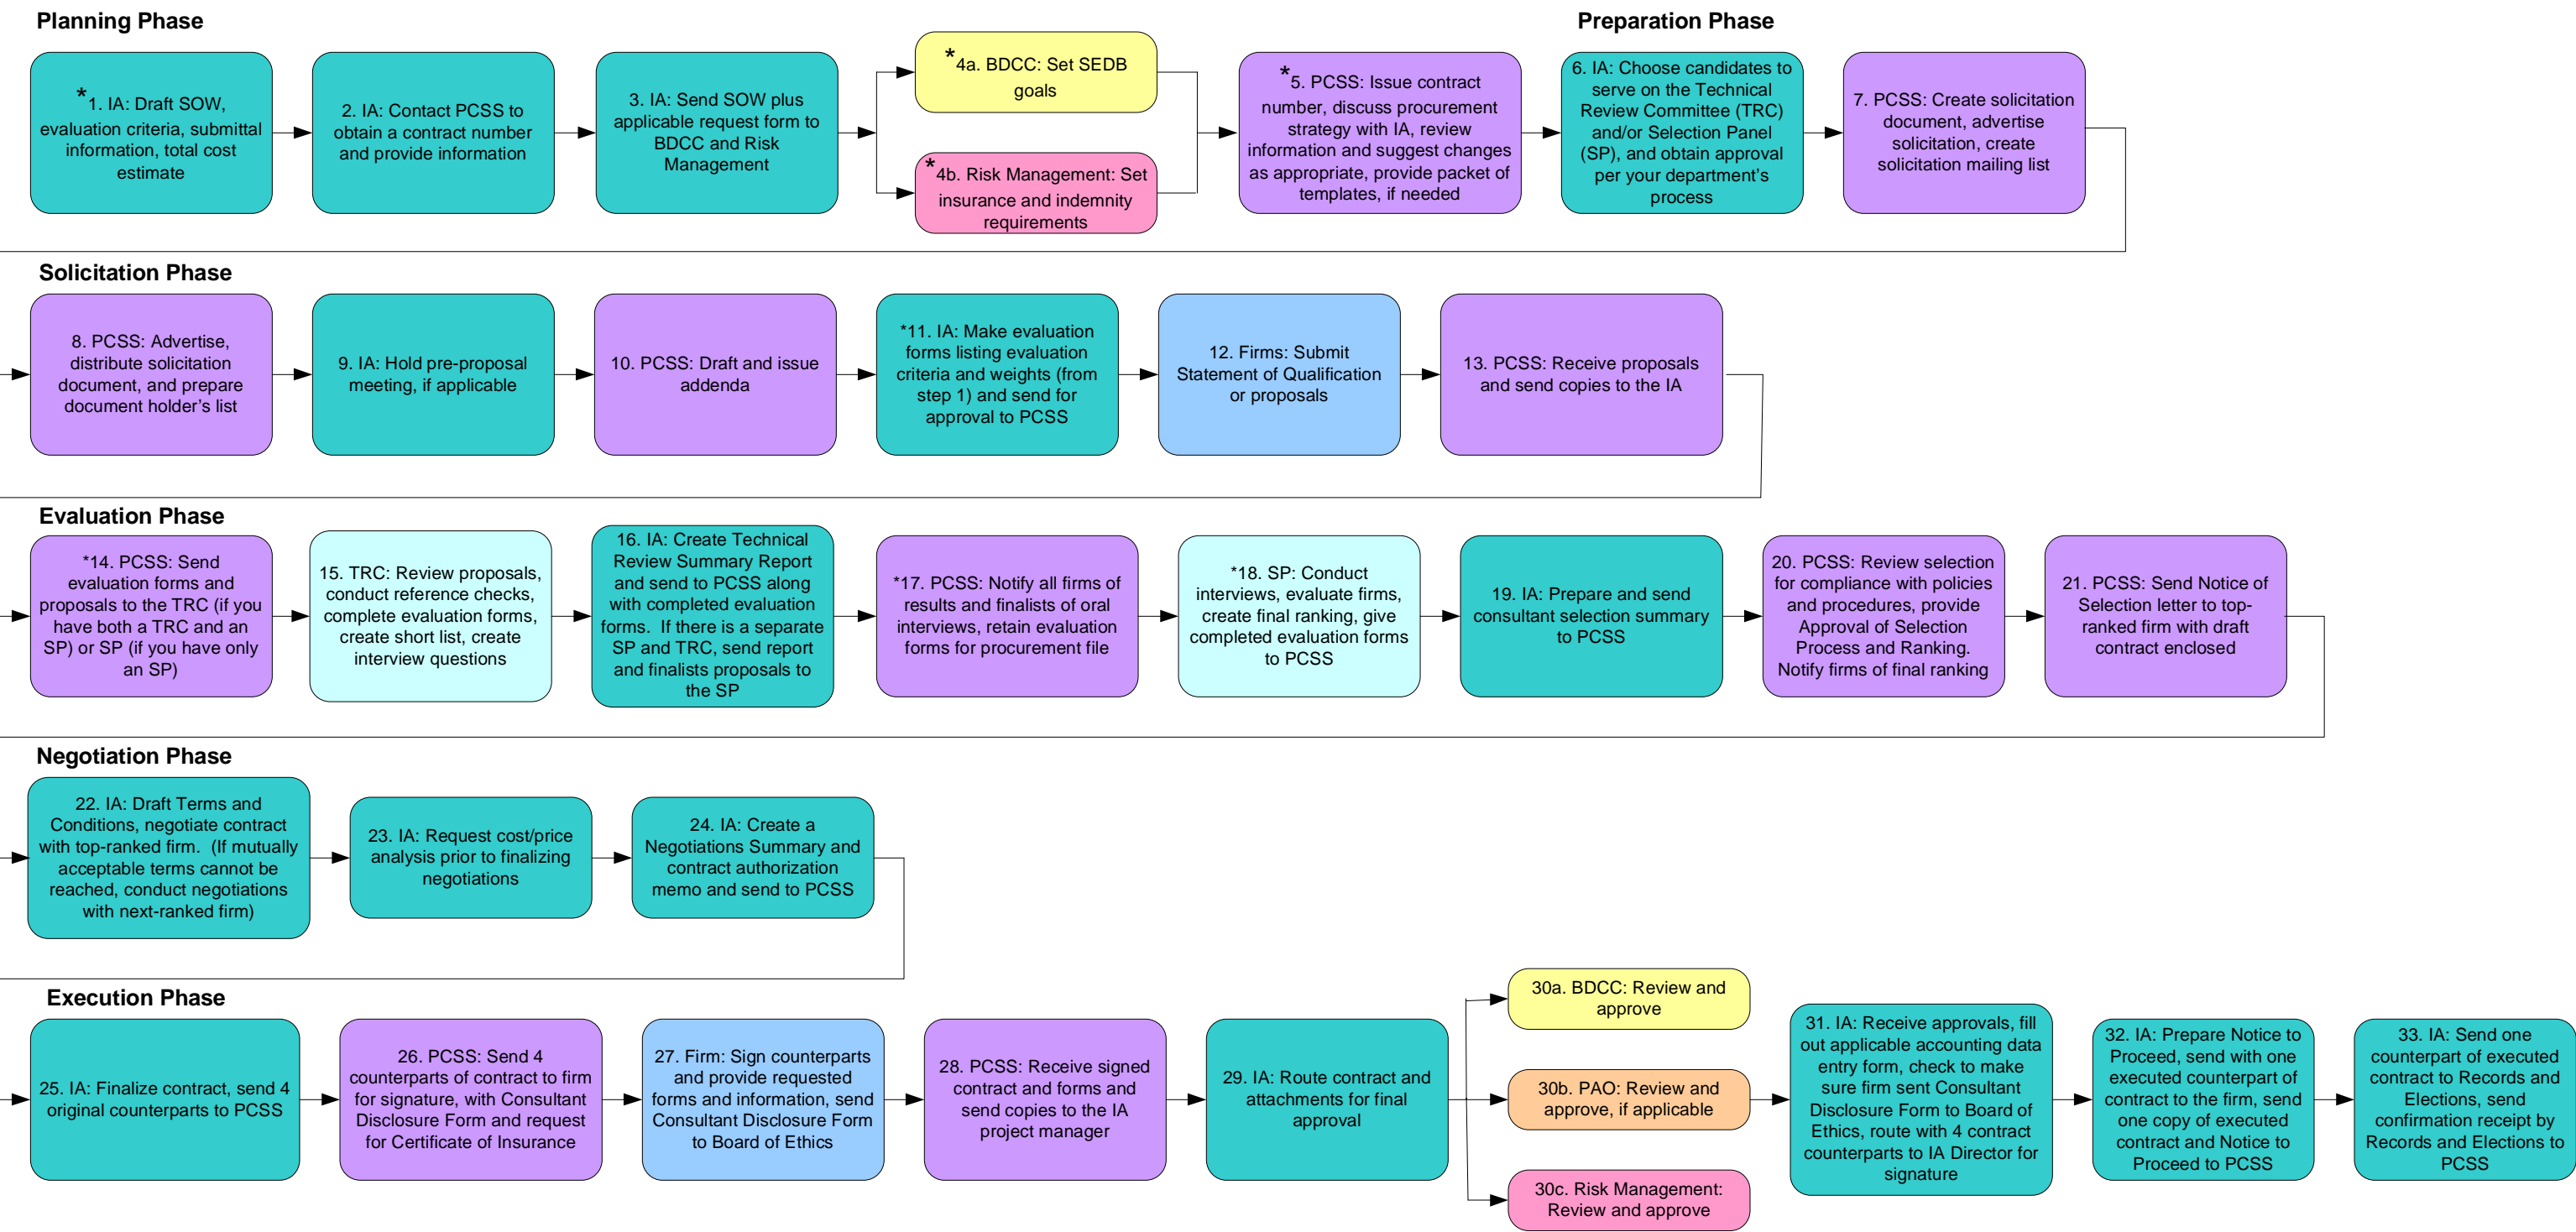 Planning Phase
Preparation Phase
*1. IA: Draft SOW,
evaluation criteria, submittal
information, total cost
estimate
2. IA: Contact PCSS to
obtain a contract number
and provide information
3. IA: Send SOW plus
applicable request form to
BDCC and Risk
Management
*4a. BDCC: Set SEDB
goals
*4b. Risk Management: Set
insurance and indemnity
requirements
*5. PCSS: Issue contract
number, discuss procurement
strategy with IA, review
information and suggest changes
as appropriate, provide packet of
templates, if needed
6. IA: Choose candidates to
serve on the Technical
Review Committee (TRC)
and/or Selection Panel
(SP), and obtain approval
per your department's
process
7. PCSS: Create solicitation
document, advertise
solicitation, create
solicitation mailing list
Solicitation Phase
8. PCSS: Advertise,
distribute solicitation
document, and prepare
document holder's list
9. IA: Hold pre-proposal
meeting, if applicable
10. PCSS: Draft and issue
addenda
*11. IA: Make evaluation
forms listing evaluation
criteria and weights (from
step 1) and send for
approval to PCSS
12. Firms: Submit
Statement of Qualification
or proposals
13. PCSS: Receive proposals
and send copies to the IA
Evaluation Phase
*14. PCSS: Send
evaluation forms and
proposals to the TRC (if you
have both a TRC and an
SP) or SP (if you have only
an SP)
15. TRC: Review proposals,
conduct reference checks,
complete evaluation forms,
create short list, create
interview questions
16. IA: Create Technical
Review Summary Report
and send to PCSS along
with completed evaluation
forms. If there is a separate
SP and TRC, send report
and finalists proposals to
the SP
*17. PCSS: Notify all firms of
results and finalists of oral
interviews, retain evaluation
forms for procurement file
*18. SP: Conduct
interviews, evaluate firms,
create final ranking, give
completed evaluation forms
to PCSS
19. IA: Prepare and send
consultant selection summary
to PCSS
20. PCSS: Review selection
for compliance with policies
and procedures, provide
Approval of Selection
Process and Ranking.
Notify firms of final ranking
21. PCSS: Send Notice of
Selection letter to top-
ranked firm with draft
contract enclosed
Negotiation Phase
22. IA: Draft Terms and
Conditions, negotiate contract
with top-ranked firm. (If mutually
acceptable terms cannot be
reached, conduct negotiations
with next-ranked firm)
23. IA: Request cost/price
analysis prior to finalizing
negotiations
24. IA: Create a
Negotiations Summary and
contract authorization
memo and send to PCSS
Execution Phase
25. IA: Finalize contract, send 4
original counterparts to PCSS
26. PCSS: Send 4
counterparts of contract to firm
for signature, with Consultant
Disclosure Form and request
for Certificate of Insurance
27. Firm: Sign counterparts
and provide requested
forms and information, send
Consultant Disclosure Form
to Board of Ethics
28. PCSS: Receive signed
contract and forms and
send copies to the IA
project manager
29. IA: Route contract and
attachments for final
approval
30a. BDCC: Review and
approve
30b. PAO: Review and
approve, if applicable
30c. Risk Management:
Review and approve
31. IA: Receive approvals, fill
out applicable accounting data
entry form, check to make
sure firm sent Consultant
Disclosure Form to Board of
Ethics, route with 4 contract
counterparts to IA Director for
signature
32. IA: Prepare Notice to
Proceed, send with one
executed counterpart of
contract to the firm, send
one copy of executed
contract and Notice to
Proceed to PCSS
33. IA: Send one
counterpart of executed
contract to Records and
Elections, send
confirmation receipt by
Records and Elections to
PCSS